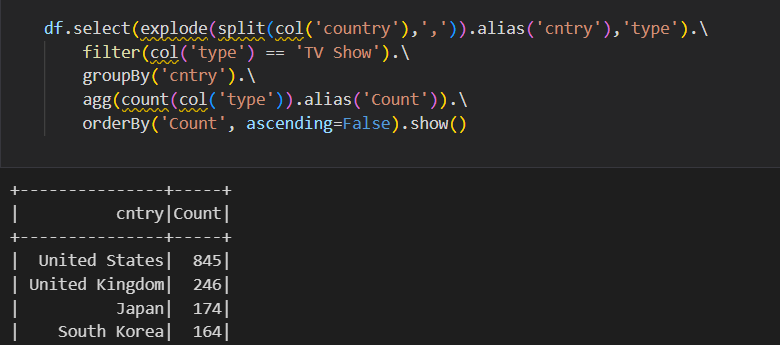 df.select(explode(split(col('country'),',')).alias('cntry'),'type').\
    filter(col('type') == 'TV Show').\
    groupBy('cntry').\
    agg(count(col('type')).alias('Count')).\
    orderBy('Count', ascending=False).show()
+---------------+-----+
|          cntry|Count|
+---------------+-----+
|  United States|  845|
| United Kingdom|  246|
|          Japan|  174|
|    South Korea|  164|